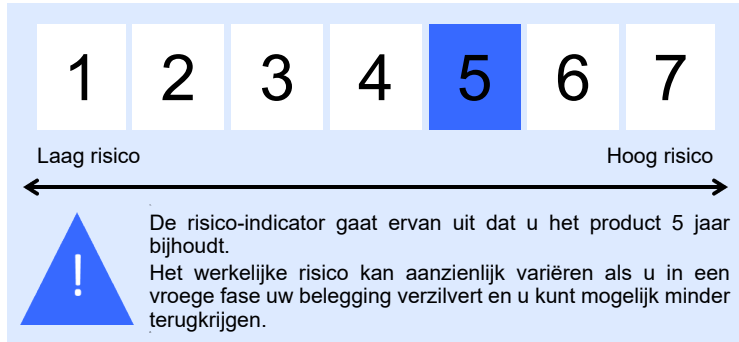 1 2 3 4 5 6 7
Laag risico Hoog risico
!
De risico-indicator gaat ervan uit dat u het product 5 jaar
bijhoudt.
Het werkelijke risico kan aanzienlijk variëren als u in een
vroege fase uw belegging verzilvert en u kunt mogelijk minder
terugkrijgen.